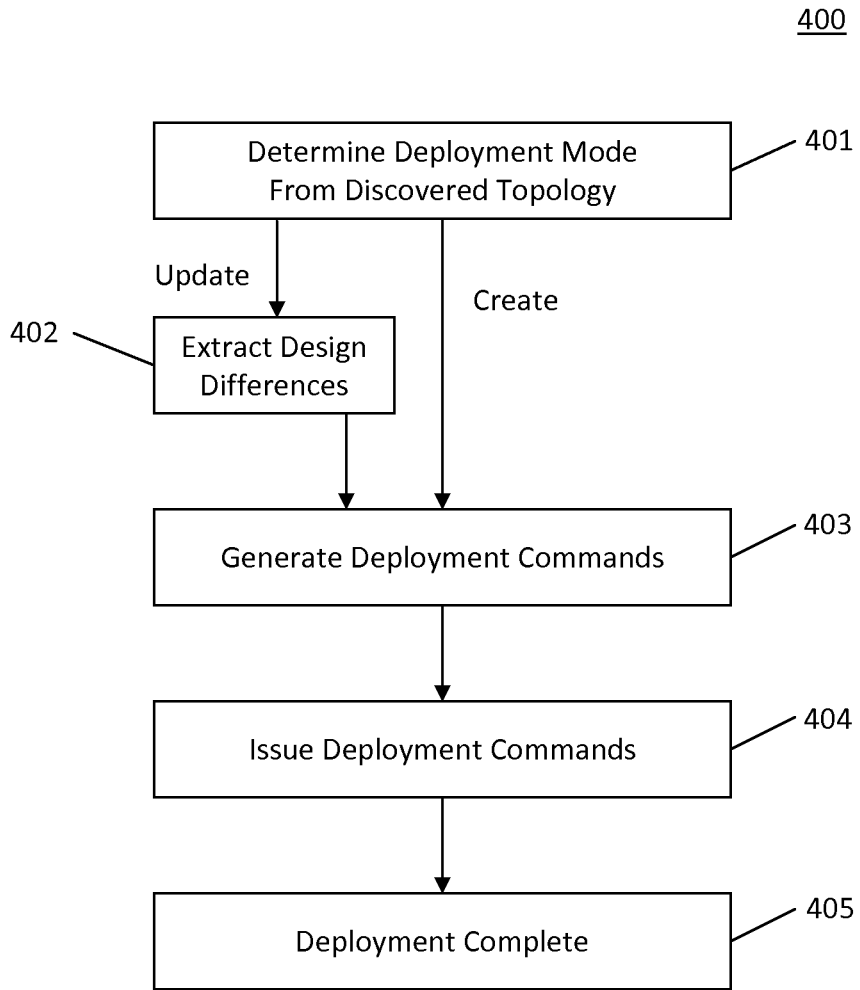 400
Determine Deployment Mode
From Discovered Topology
401
Update
Create
402
Extract Design
Differences
Generate Deployment Commands
403
Issue Deployment Commands
404
Deployment Complete
405